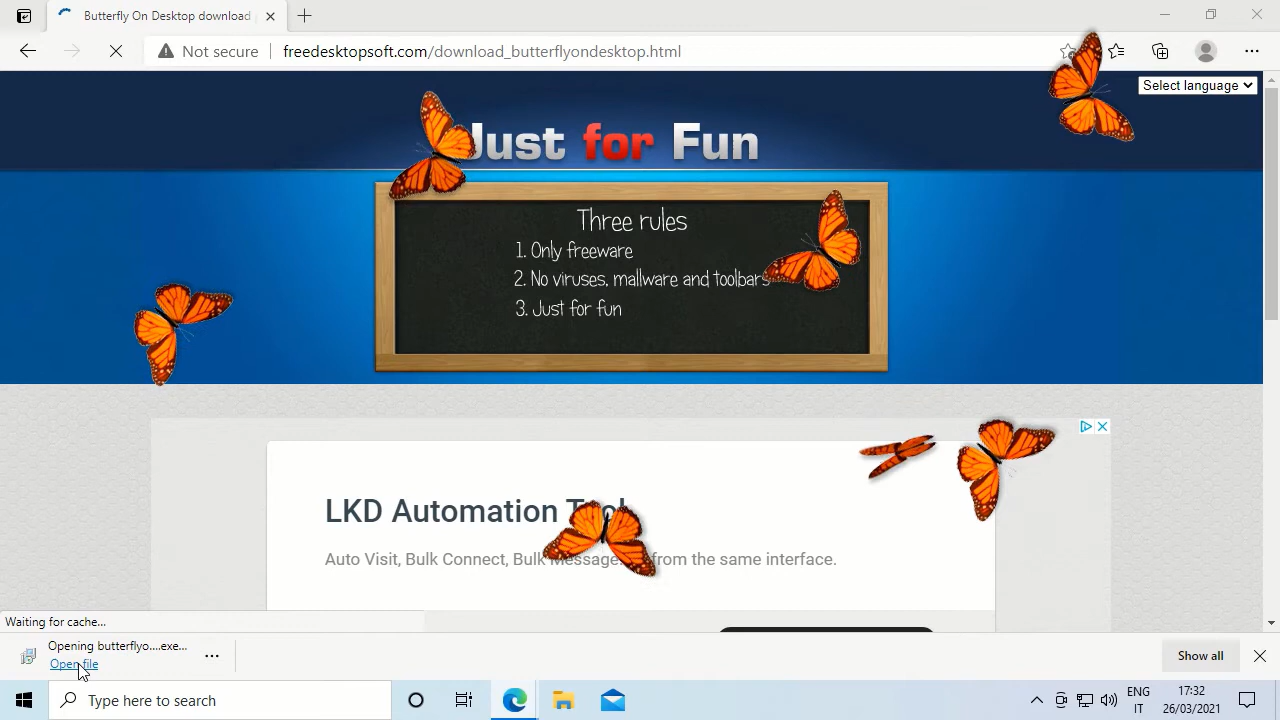 Butterfly On Desktop download
Not secure
freedesktopsoft.com/download_butterflyondesktop.html
Select language
Just for Fun
Three rules
1. Only freeware
2. No viruses, mallware and toolbars
3. Just for fun
LKD Automation Tool
Auto Visit, Bulk Connect, Bulk Message. from the same interface.
Waiting for cache...
Opening butterflyo....exe...
Open file
Show all
Type here to search
ENG
IT
17:32
26/03/2021